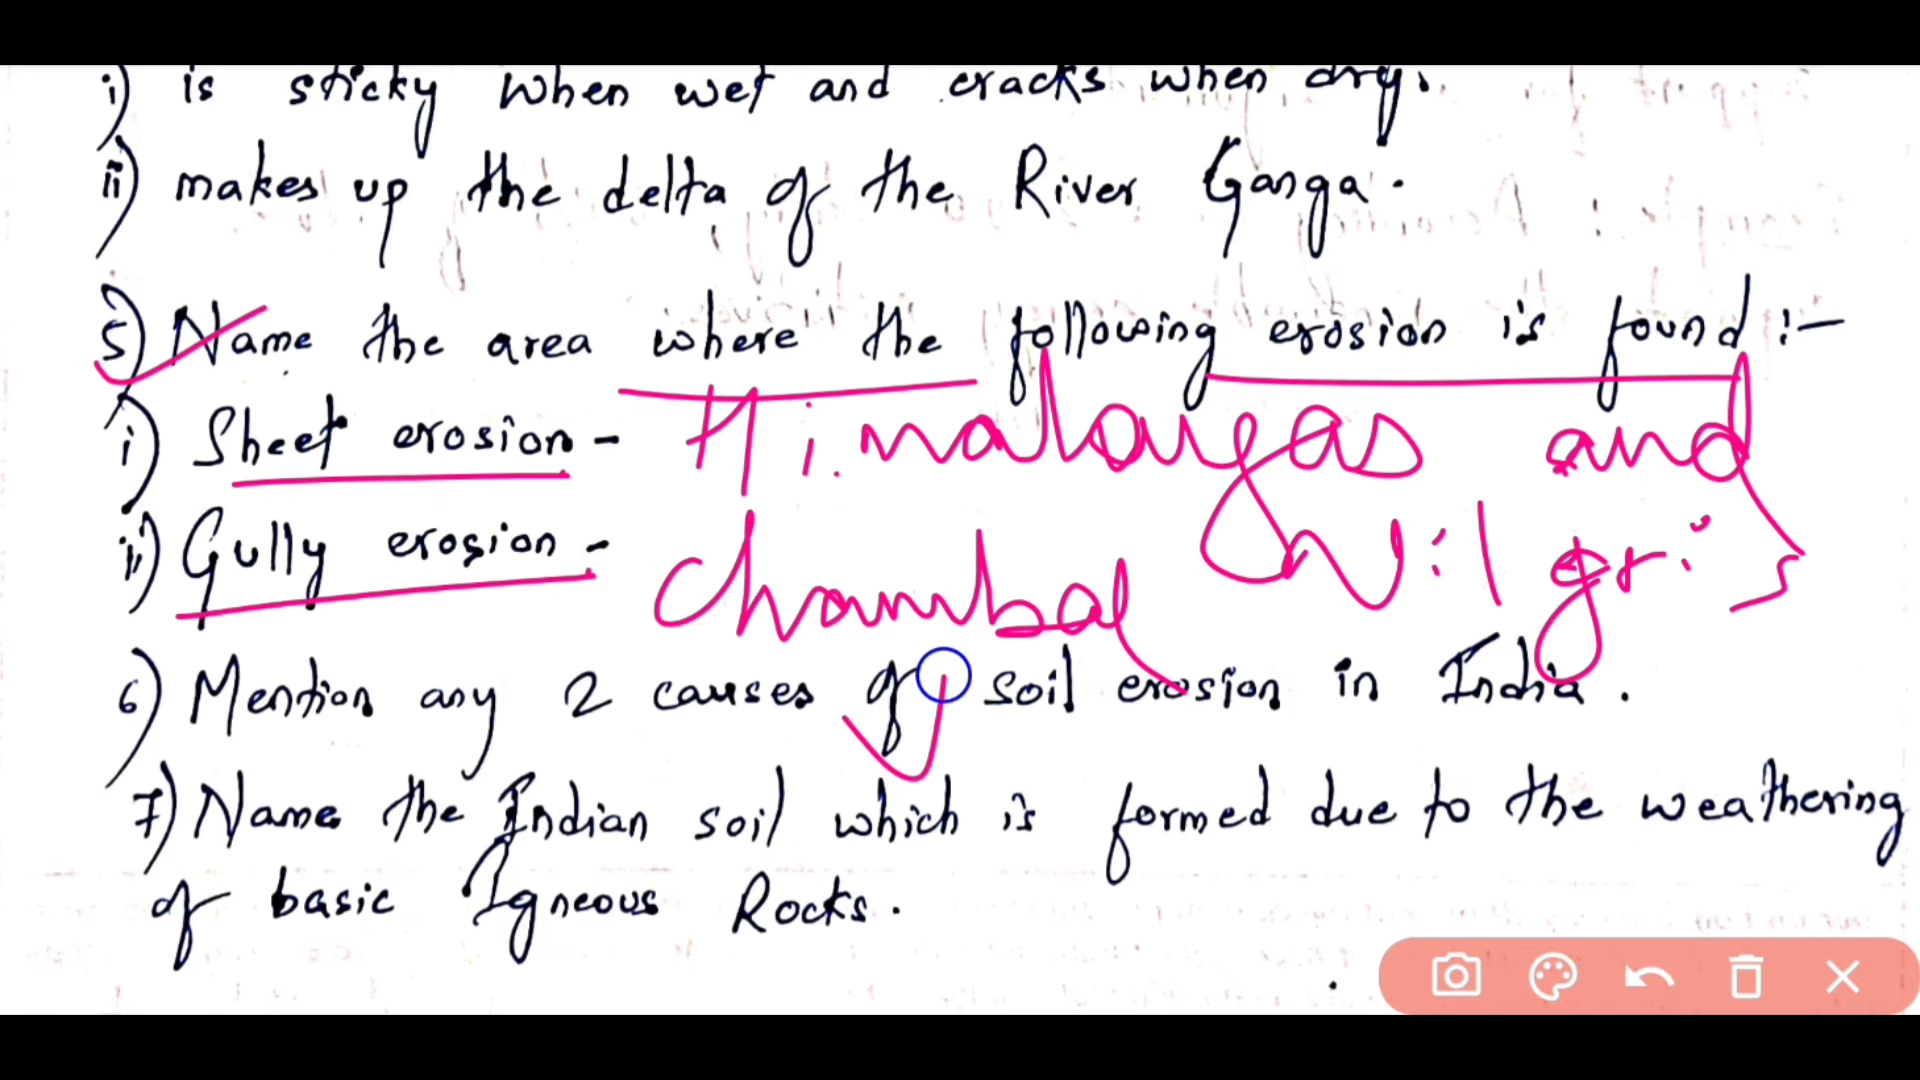 i) is sticky when wet and cracks when dry.
ii) makes up the delta of the River Ganga.
5) Name the area where the following erosion is found :-
i) Sheet erosion - Himalayas and Nilgiris
ii) Gully erosion - Chambal
6) Mention any 2 causes of soil erosion in India.
7) Name the Indian soil which is formed due to the weathering
of basic Igneous Rocks.